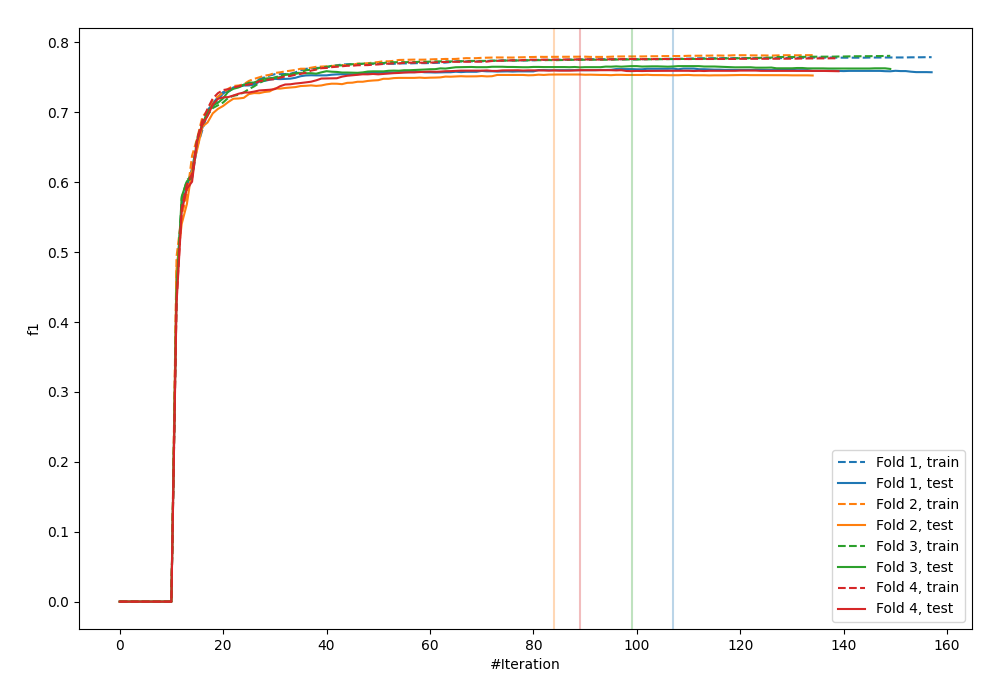 0.8
0.7
0.6
0.5
0.4
0.3
0.2
0.1
0.0
f1
0 20 40 60 80 100 120 140 160
#Iteration
Fold 1, train
Fold 1, test
Fold 2, train
Fold 2, test
Fold 3, train
Fold 3, test
Fold 4, train
Fold 4, test